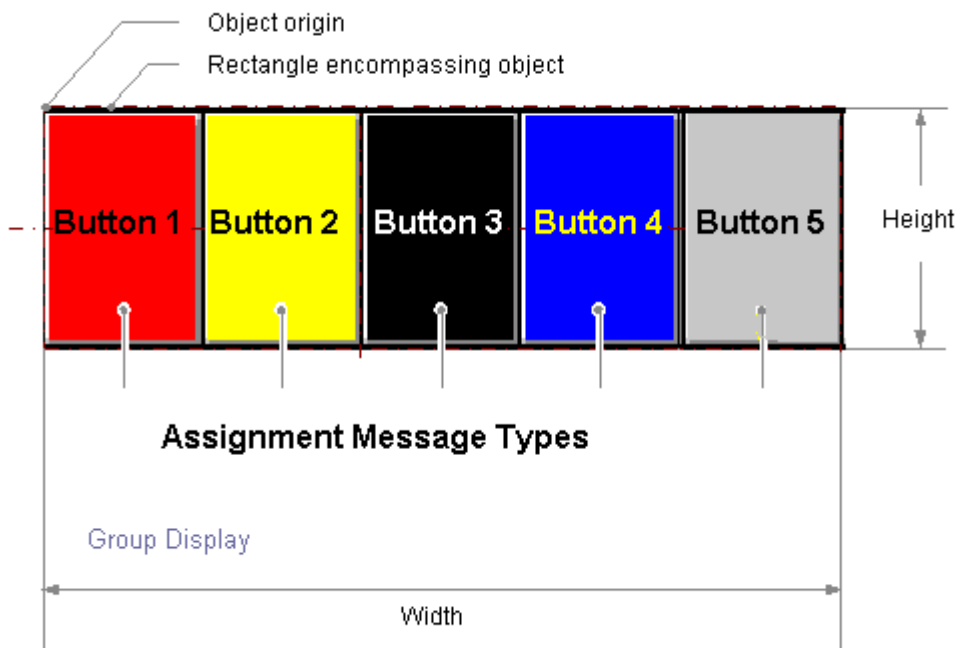 Object origin
Rectangle encompassing object
Button 1 Button 2 Button 3 Button 4 Button 5
Height
Assignment Message Types
Group Display
Width